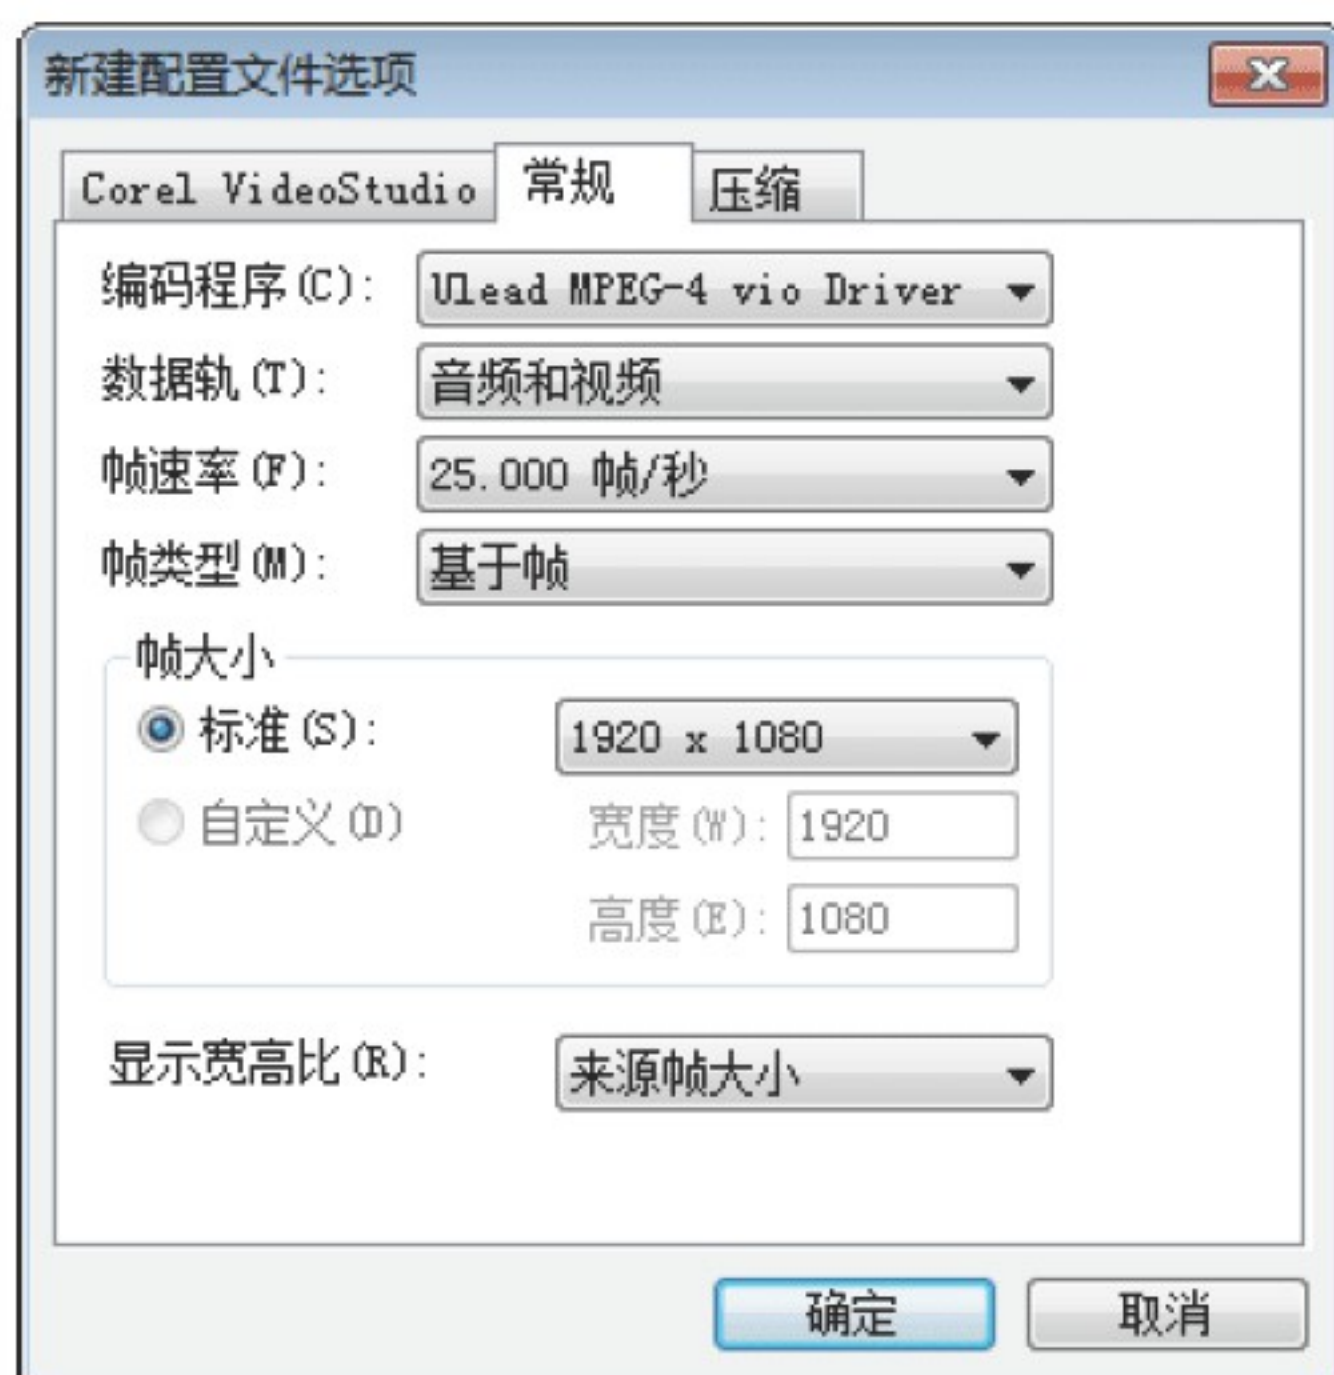 新建配置文件选项
Corel VideoStudio 常规 压缩
编码程序(C): Ulead MPEG-4 vio Driver
数据轨(T): 音频和视频
帧速率(F): 25.000 帧/秒
帧类型(M): 基于帧
帧大小
标准(S): 1920 x 1080
自定义(D) 宽度(W): 1920
高度(E): 1080
显示宽高比(R): 来源帧大小
确定 取消